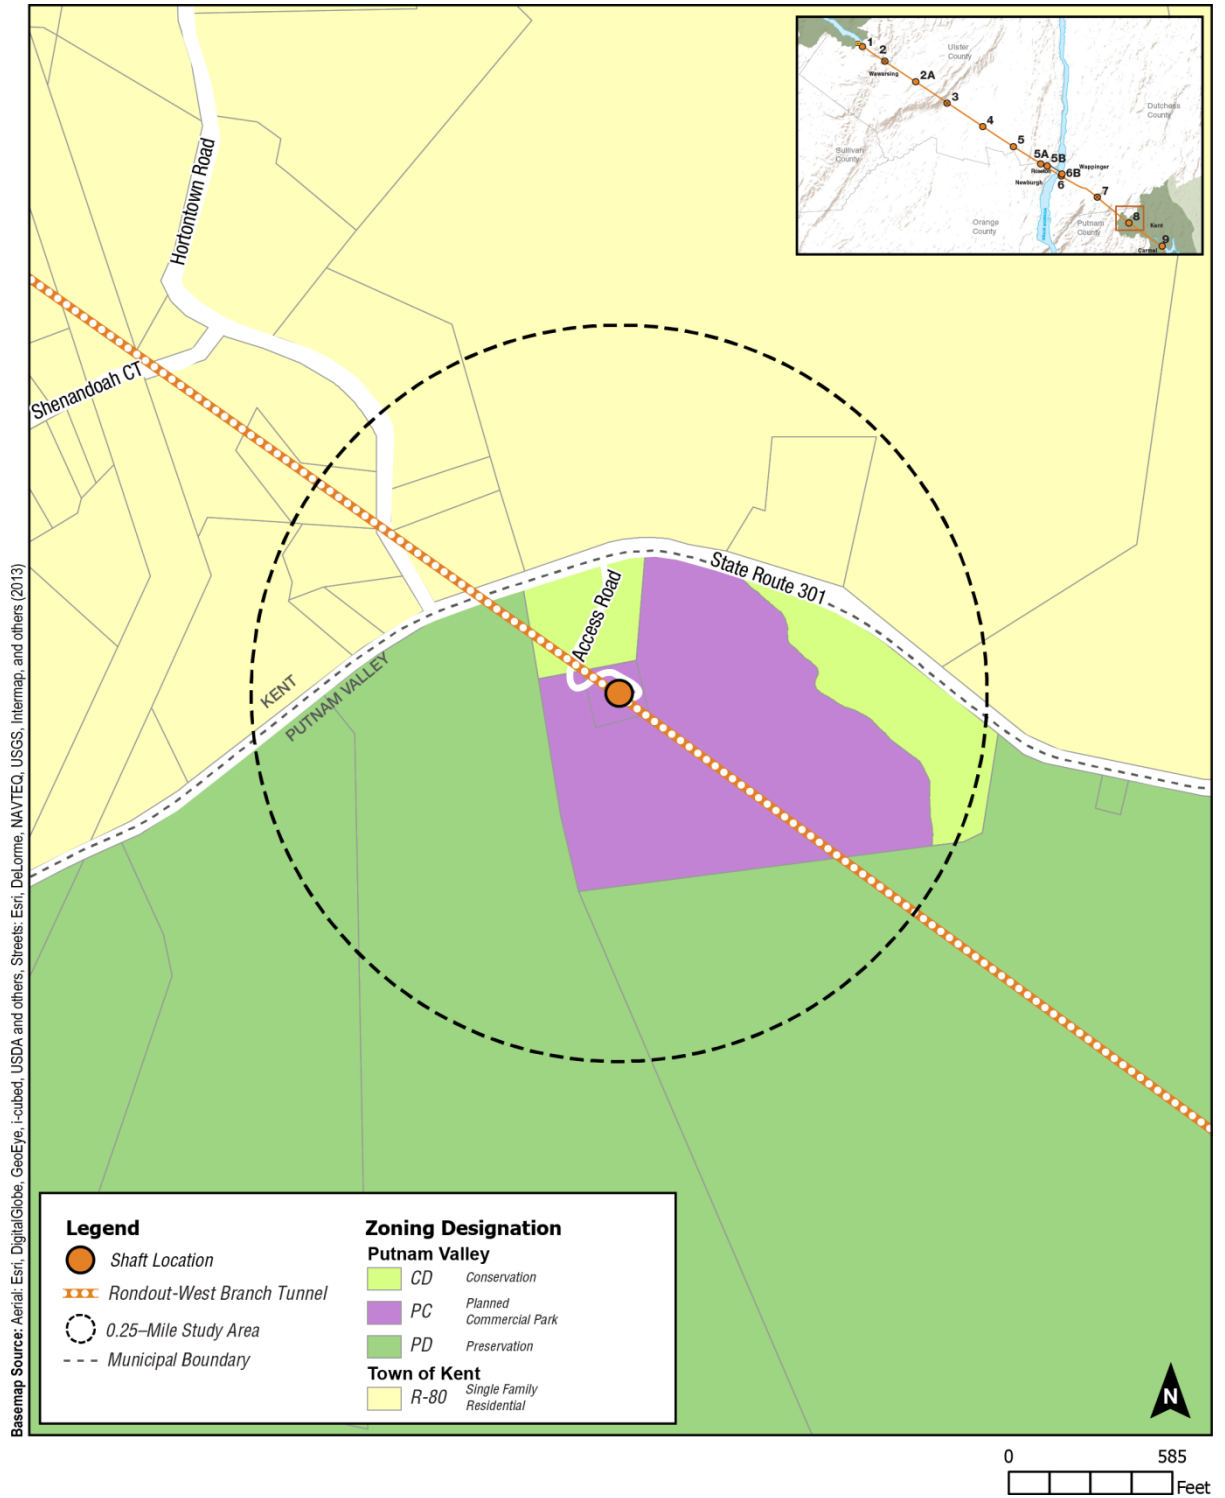 1
2
Ulster
County
Wawarsing
2A
3
Dutchess
County
4
Sullivan
County
5
5A
5B
Wappinger
6B
Newburgh
6
7
Orange
County
Putnam
County
8
Kent
9
Carmel
Hortontown Road
Shenandoah CT
State Route 301
Access Road
KENT
PUTNAM VALLEY
Basemap Source: Aerial: Esri, DigitalGlobe, GeoEye, i-cubed, USDA and others, Streets: Esri, DeLorme, NAVTEQ, USGS, Intermap, and others (2013)
Legend
Shaft Location
Rondout-West Branch Tunnel
0.25–Mile Study Area
Municipal Boundary
Zoning Designation
Putnam Valley
CD Conservation
PC Planned
Commercial Park
PD Preservation
Town of Kent
R-80 Single Family
Residential
N
0 585
Feet